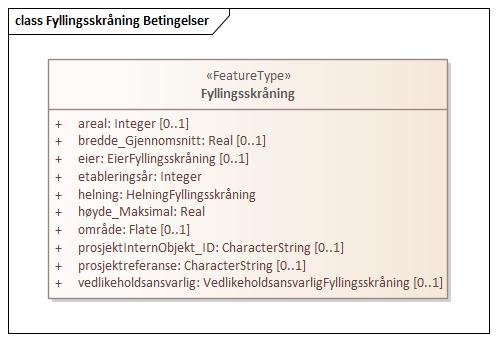 class Fyllingsskråning Betingelser
«FeatureType»
Fyllingsskråning
+ areal: Integer [0..1]
+ bredde_Gjennomsnitt: Real [0..1]
+ eier: EierFyllingsskråning [0..1]
+ etableringsår: Integer
+ helning: HelningFyllingsskråning
+ høyde_Maksimal: Real
+ område: Flate [0..1]
+ prosjektInternObjekt_ID: CharacterString [0..1]
+ prosjektreferanse: CharacterString [0..1]
+ vedlikeholdsansvarlig: VedlikeholdsansvarligFyllingsskråning [0..1]